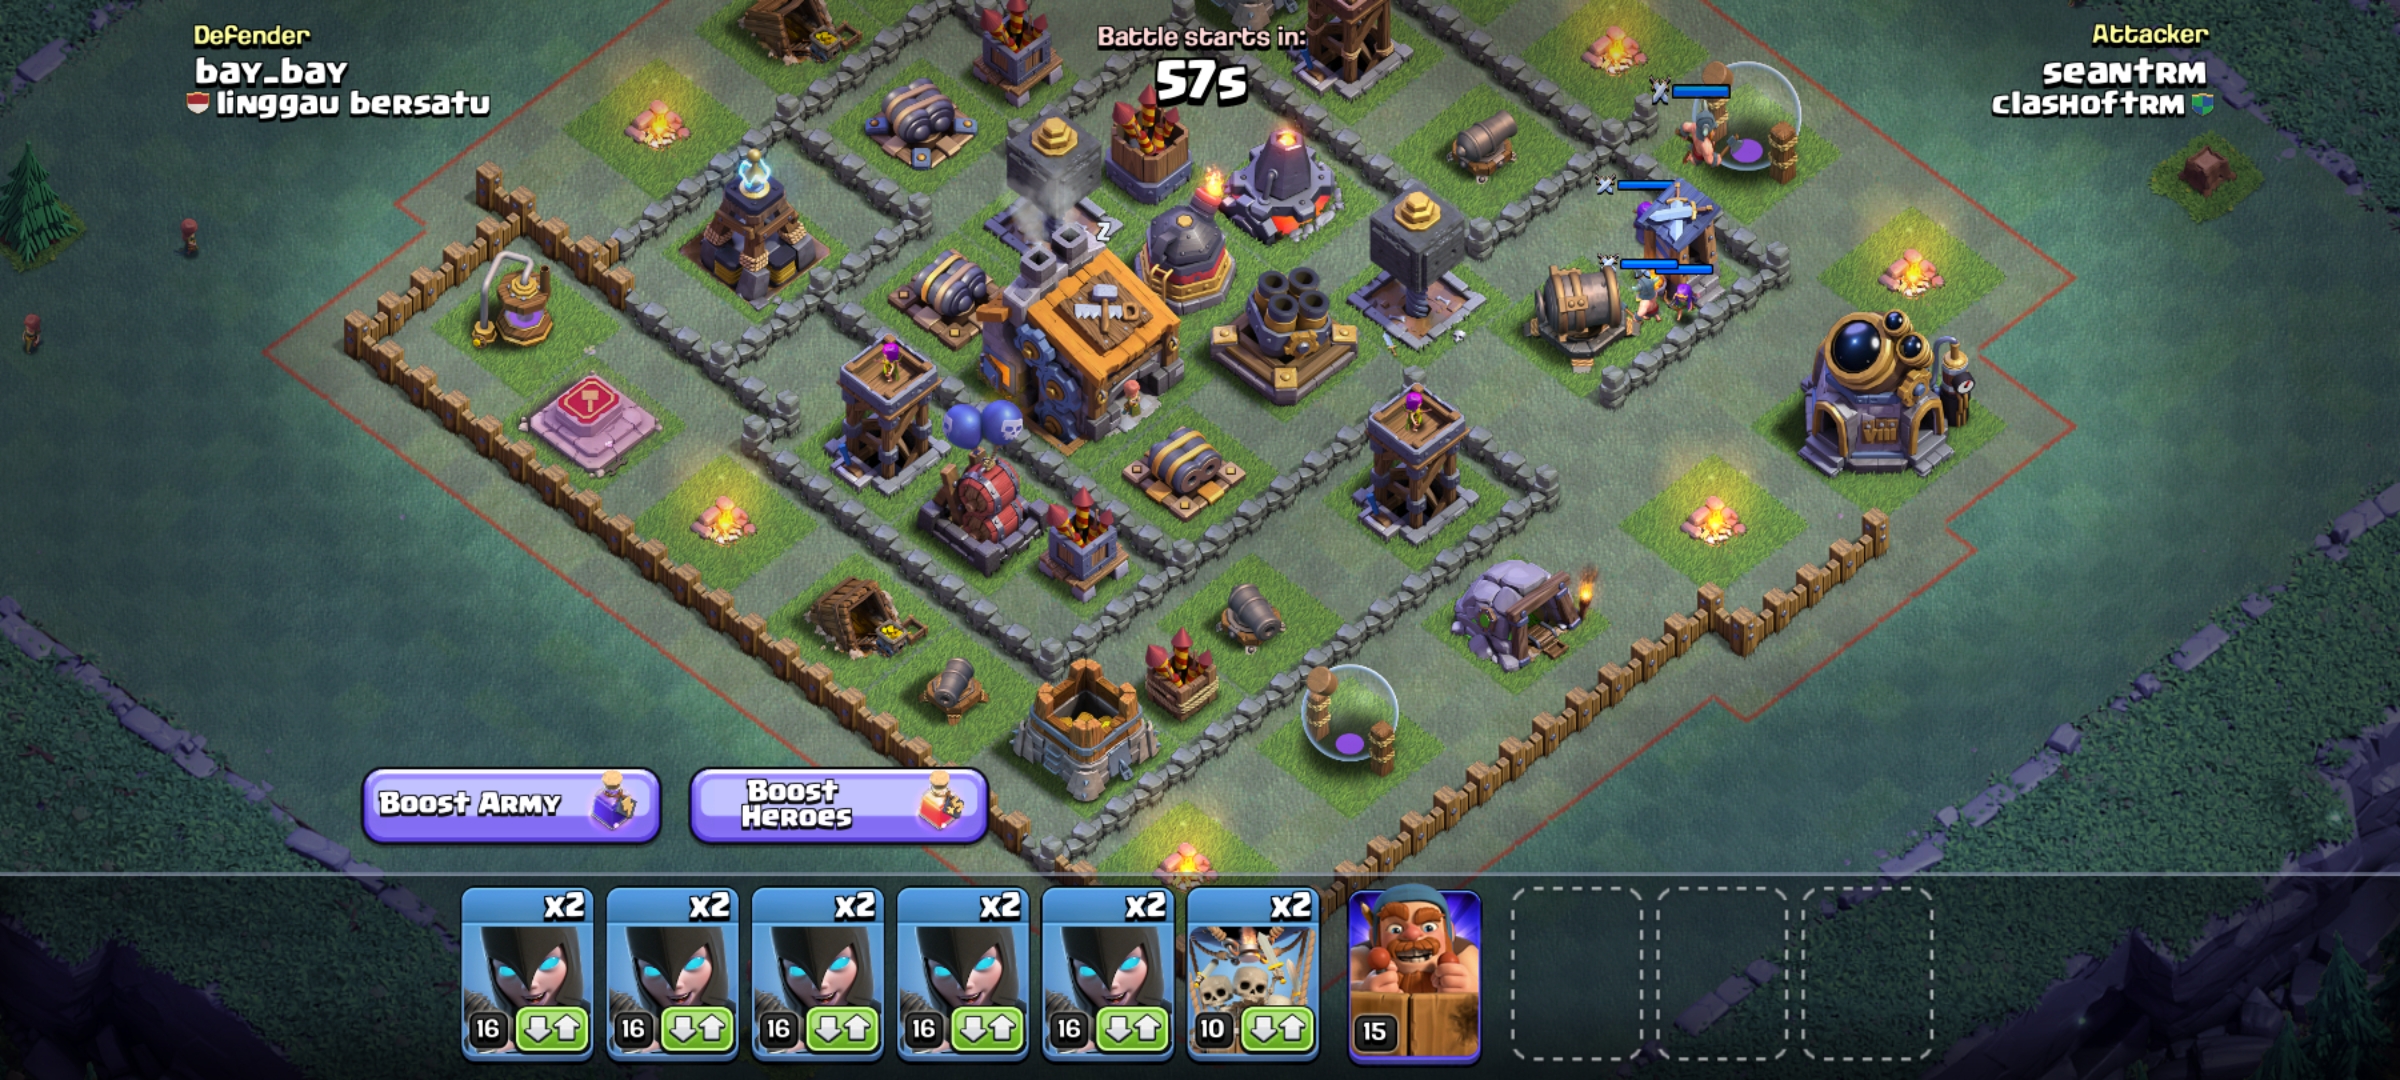 Defender
bay_bay
linggau bersatu
Battle starts in:
57s
Attacker
seantRM
clashoftRM
z
VIII
Boost Army
Boost
Heroes
x2
x2
x2
x2
x2
x2
16
16
16
16
16
10
15